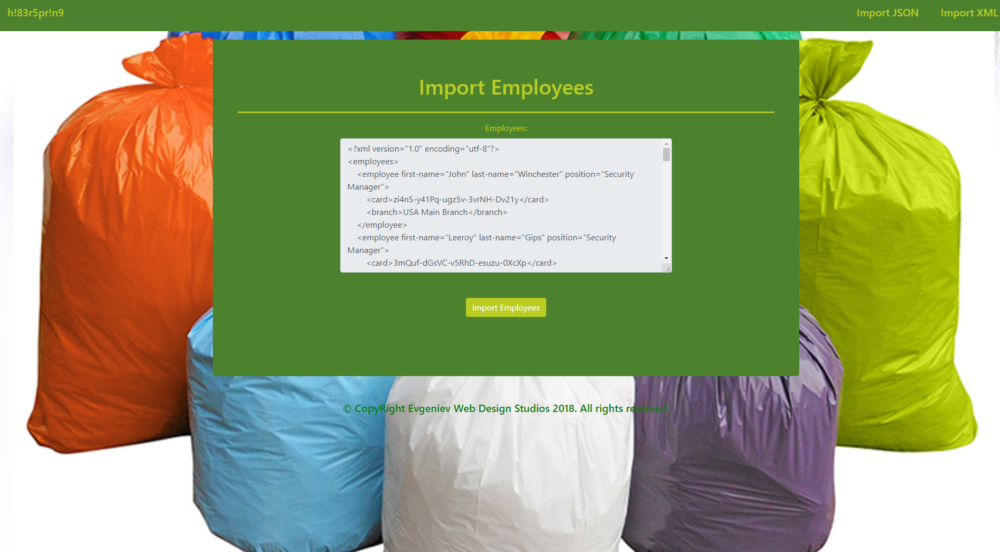 h!83r5pr!n9
Import JSON
Import XML
Import Employees
Employees:
<?xml version="1.0" encoding="utf-8"?>
<employees>
<employee first-name="John" last-name="Winchester" position="Security
Manager">
<card>zi4n5-y41Pq-ugz5v-3vrNH-Dv21y</card>
<branch>USA Main Branch</branch>
</employee>
<employee first-name="Leeroy" last-name="Gips" position="Security
Manager">
<card>3mQuf-dGsVC-v5RhD-esuzu-0XcXp</card>
Import Employees
© CopyRight Evgeniev Web Design Studios 2018. All rights reserved.